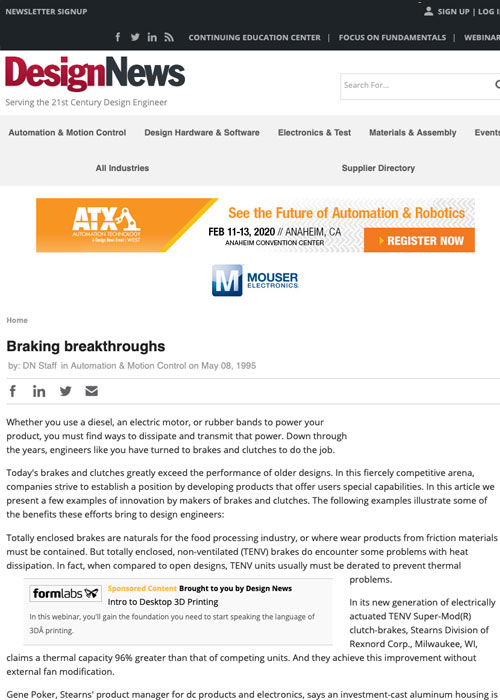 NEWSLETTER SIGNUP
SIGN UP | LOG I
CONTINUING EDUCATION CENTER | FOCUS ON FUNDAMENTALS | WEBINAR
DesignNews
Serving the 21st Century Design Engineer
Search For...
Automation & Motion Control
Design Hardware & Software
Electronics & Test
Materials & Assembly
Events
All Industries
Supplier Directory
ATX
AUTOMATION TECHNOLOGY
WEST
See the Future of Automation & Robotics
FEB 11-13, 2020 // ANAHEIM, CA
ANAHEIM CONVENTION CENTER
REGISTER NOW
M
MOUSER
ELECTRONICS
Home
Braking breakthroughs
by: DN Staff in Automation & Motion Control on May 08, 1995
Whether you use a diesel, an electric motor, or rubber bands to power your
product, you must find ways to dissipate and transmit that power. Down through
the years, engineers like you have turned to brakes and clutches to do the job.
Today's brakes and clutches greatly exceed the performance of older designs. In this fiercely competitive arena,
companies strive to establish a position by developing products that offer users special capabilities. In this article we
present a few examples of innovation by makers of brakes and clutches. The following examples illustrate some of
the benefits these efforts bring to design engineers:
Totally enclosed brakes are naturals for the food processing industry, or where wear products from friction materials
must be contained. But totally enclosed, non-ventilated (TENV) brakes do encounter some problems with heat
dissipation. In fact, when compared to open designs, TENV units usually must be derated to prevent thermal
problems.
formlabs
Sponsored Content Brought to you by Design News
Intro to Desktop 3D Printing
In this webinar, you'll gain the foundation you need to start speaking the language of
3DÂ printing.
In its new generation of electrically
actuated TENV Super-Mod(R)
clutch-brakes, Stearns Division of
Rexnord Corp., Milwaukee, WI,
claims a thermal capacity 96% greater than that of competing units. And they achieve this improvement without
external fan modification.
Gene Poker, Stearns' product manager for dc products and electronics, says an investment-cast aluminum housing is